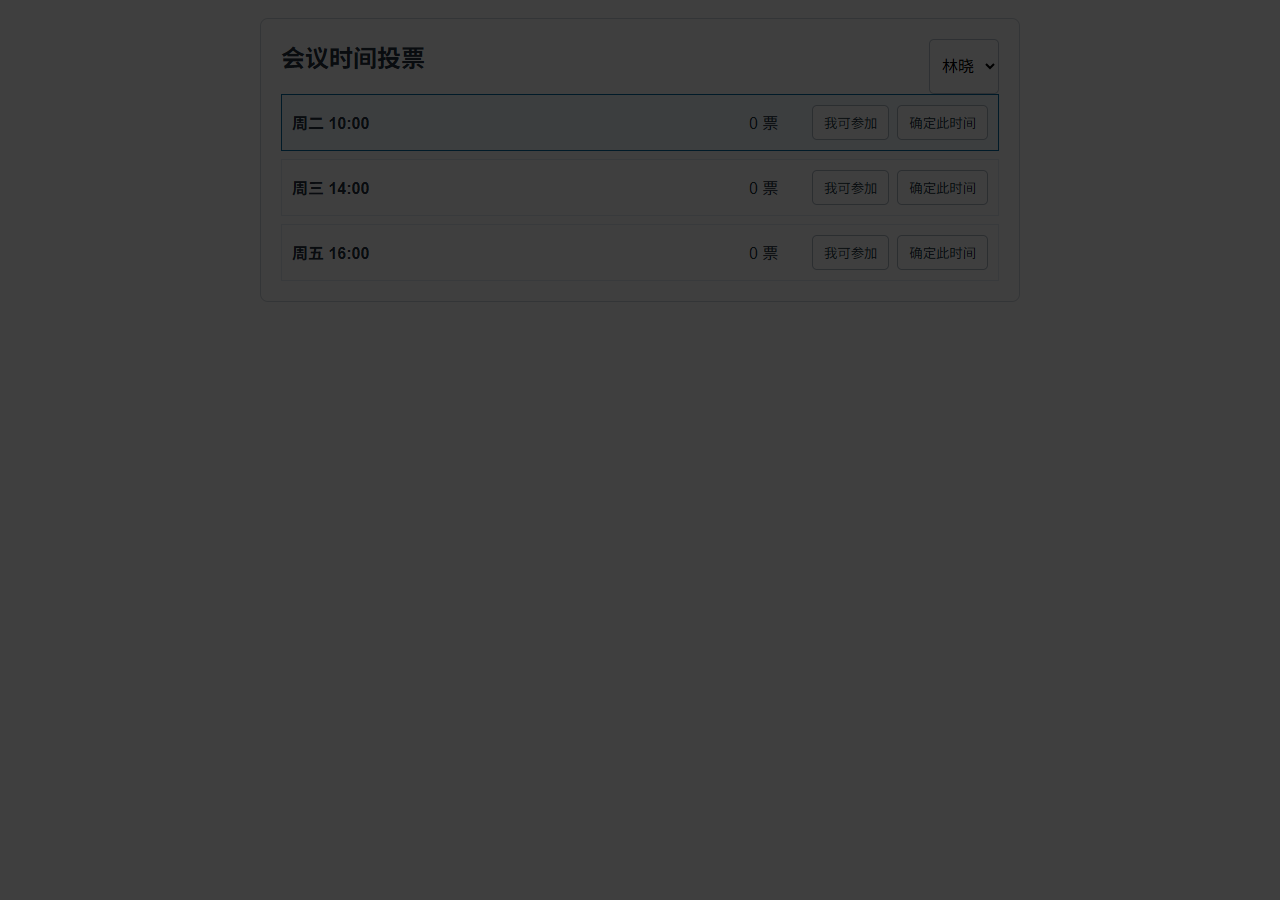 会议时间投票
林晓
周二 10:00 0 票 我可参加 确定此时间
周三 14:00 0 票 我可参加 确定此时间
周五 16:00 0 票 我可参加 确定此时间